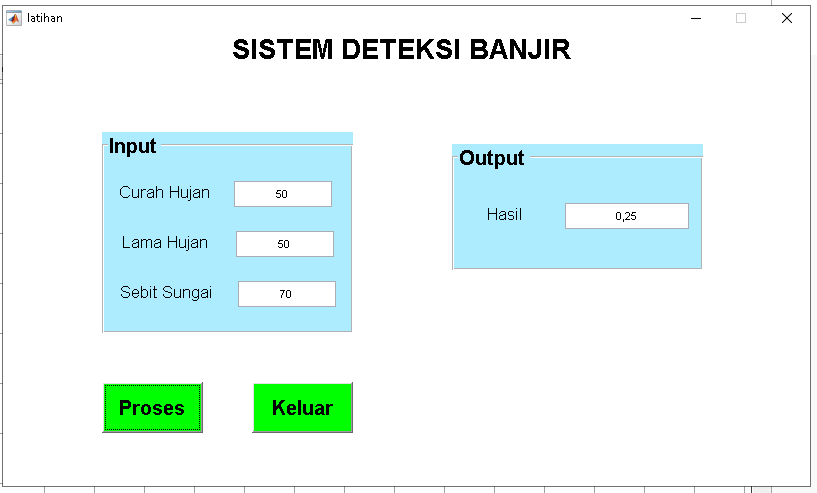 latihan
SISTEM DETEKSI BANJIR
Input
Curah Hujan 50
Lama Hujan 50
Sebit Sungai 70
Output
Hasil 0,25
Proses Keluar